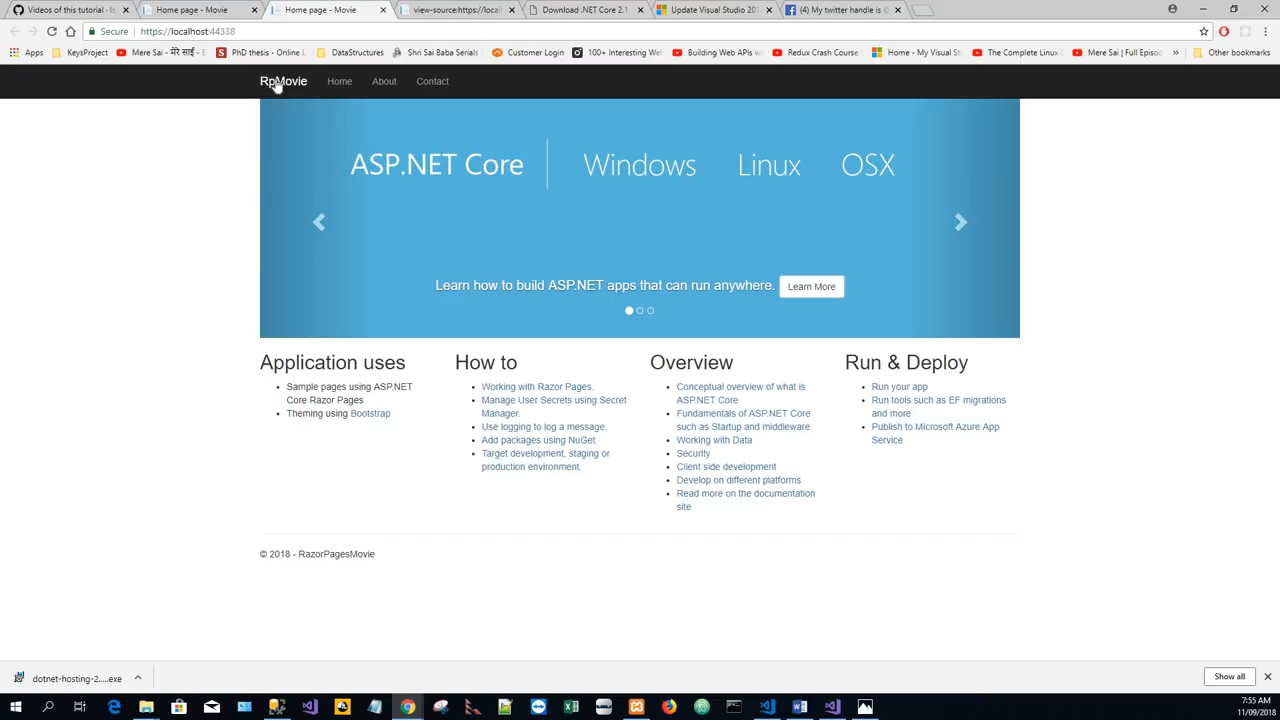 Videos of this tutorial - Is
Home page - Movie
Home page - Movie
view-source:https://local
Download .NET Core 2.1
Update Visual Studio 201
(4) My twitter handle is @
Secure
https://localhost:44338
Apps
KeysProject
Mere Sai - मेरे साईं -
PhD thesis - Online L
DataStructures
Shri Sai Baba Serials
Customer Login
100+ Interesting We
Building Web APIs w
Redux Crash Course
Home - My Visual St
The Complete Linux C
Mere Sai | Full Episod
»
Other bookmarks
RpMovie
Home
About
Contact
ASP.NET Core
Windows
Linux
OSX
Learn how to build ASP.NET apps that can run anywhere.
Learn More
Application uses
Sample pages using ASP.NET
Core Razor Pages
Theming using Bootstrap
How to
Working with Razor Pages.
Manage User Secrets using Secret
Manager.
Use logging to log a message.
Add packages using NuGet.
Target development, staging or
production environment.
Overview
Conceptual overview of what is
ASP.NET Core
Fundamentals of ASP.NET Core
such as Startup and middleware.
Working with Data
Security
Client side development
Develop on different platforms
Read more on the documentation
site
Run & Deploy
Run your app
Run tools such as EF migrations
and more
Publish to Microsoft Azure App
Service
© 2018 - RazorPagesMovie
dotnet-hosting-2.....exe
Show all
7:55 AM
11/09/2018